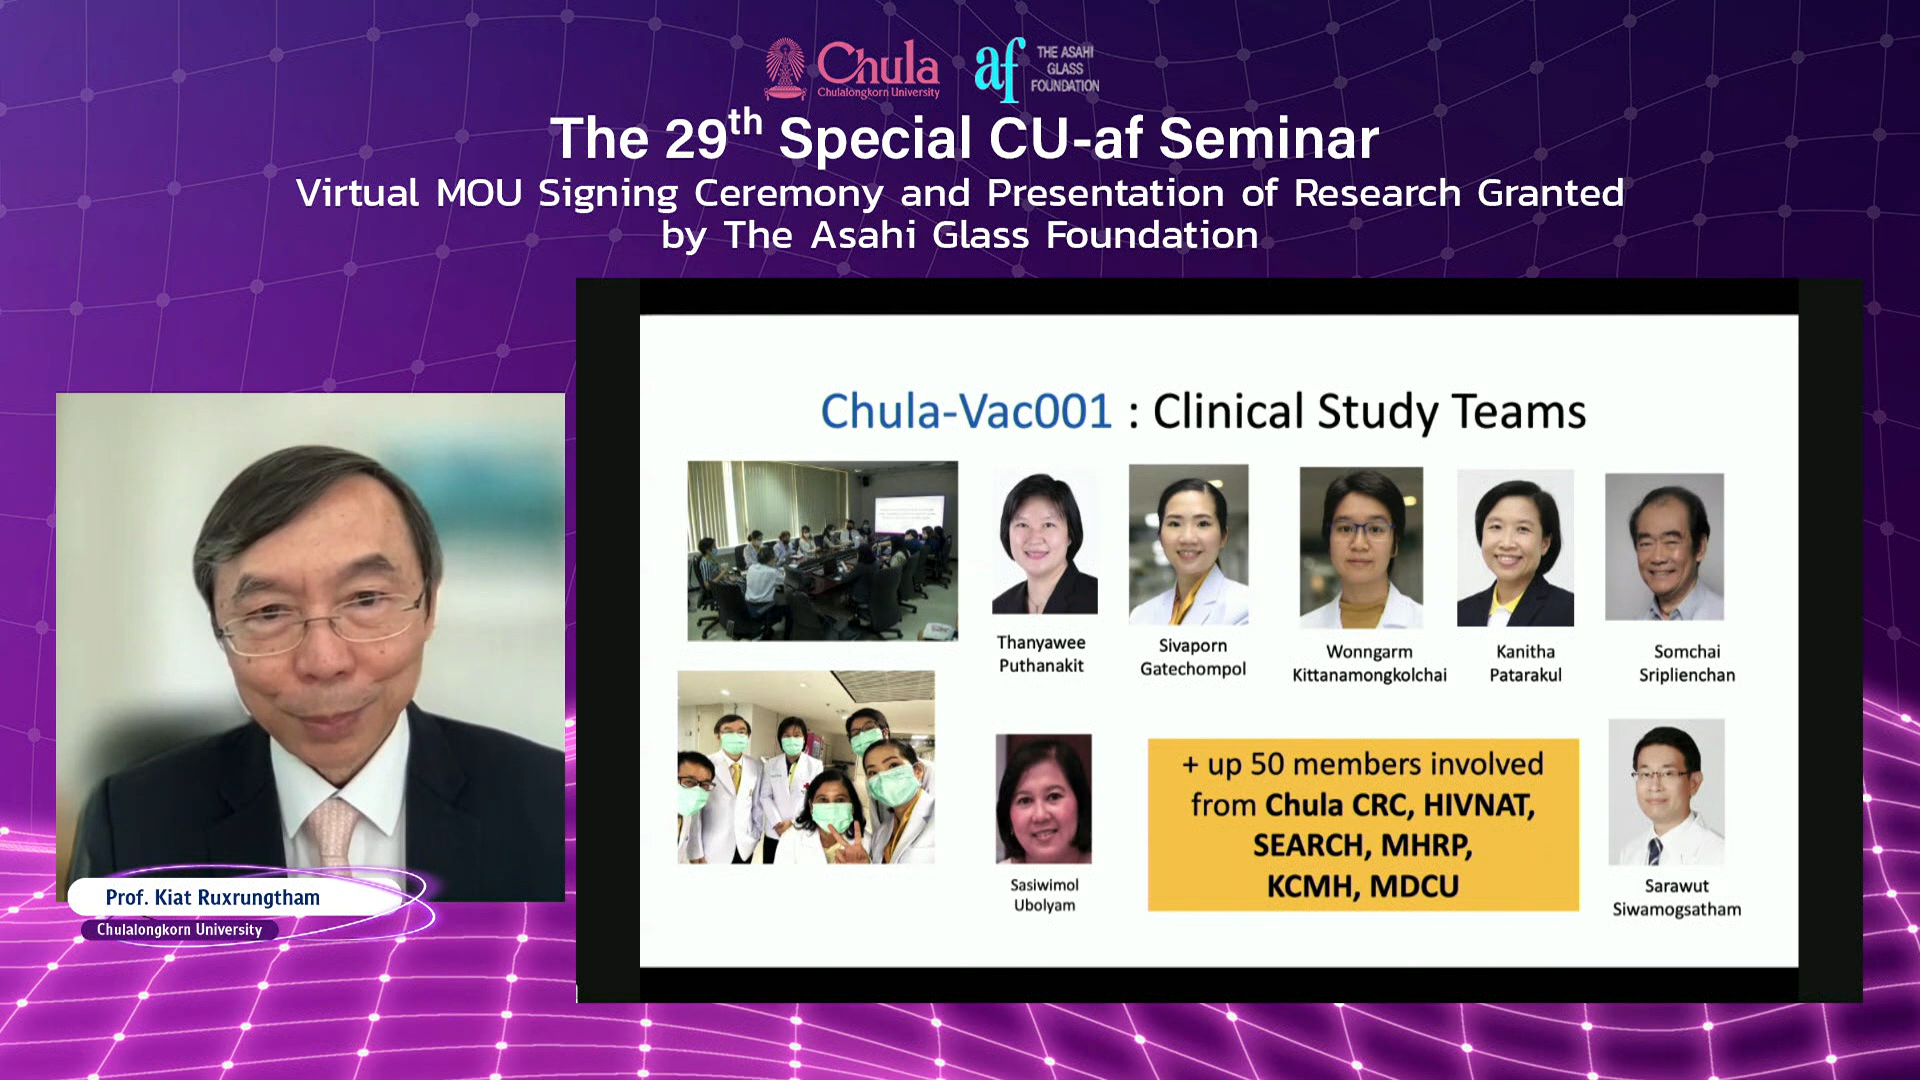 Chula
Chulalongkorn University
af
THE ASAHI
GLASS
FOUNDATION
The 29th Special CU-af Seminar
Virtual MOU Signing Ceremony and Presentation of Research Granted
by The Asahi Glass Foundation
Prof. Kiat Ruxrungtham
Chulalongkorn University
Chula-Vac001 : Clinical Study Teams
Thanyawee
Puthanakit
Sivaporn
Gatechompol
Wonngarm
Kittanamongkolchai
Kanitha
Patarakul
Somchai
Sriplienchan
Sasiwimol
Ubolyam
+ up 50 members involved
from Chula CRC, HIVNAT,
SEARCH, MHRP,
KCMH, MDCU
Sarawut
Siwamogsatham